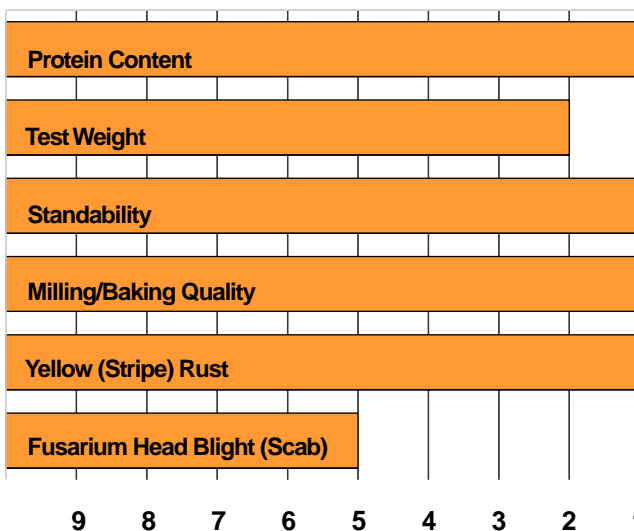 Protein Content
Test Weight
Standability
Milling/Baking Quality
Yellow (Stripe) Rust
Fusarium Head Blight (Scab)
9 8 7 6 5 4 3 2